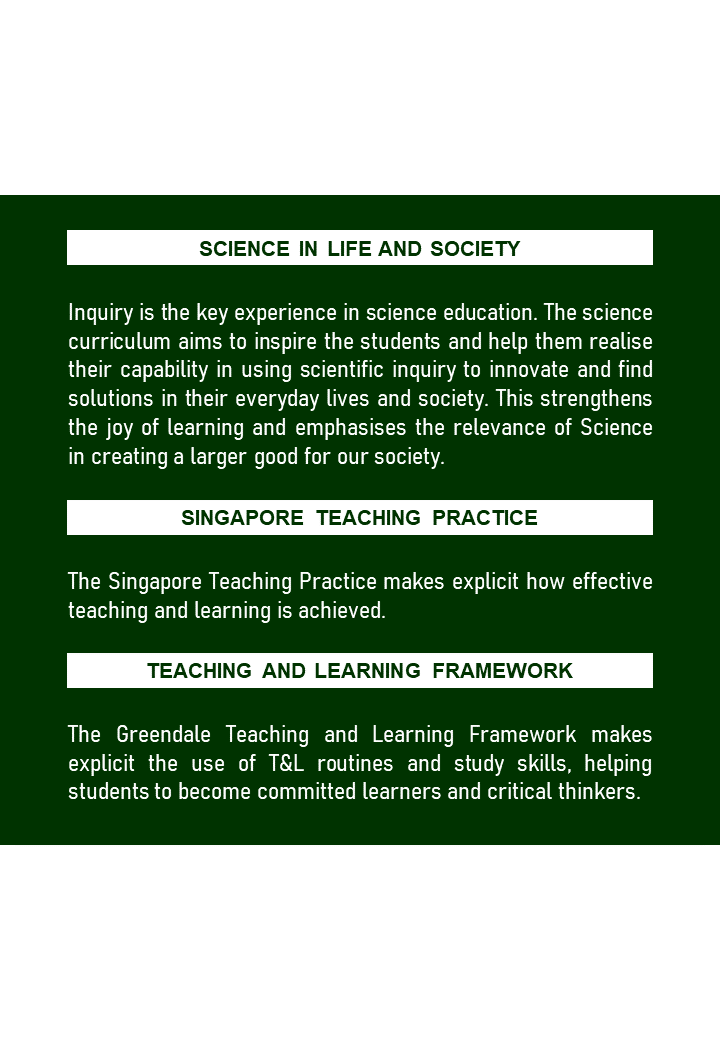 SCIENCE IN LIFE AND SOCIETY
Inquiry is the key experience in science education. The science
curriculum aims to inspire the students and help them realise
their capability in using scientific inquiry to innovate and find
solutions in their everyday lives and society. This strengthens
the joy of learning and emphasises the relevance of Science
in creating a larger good for our society.
SINGAPORE TEACHING PRACTICE
The Singapore Teaching Practice makes explicit how effective
teaching and learning is achieved.
TEACHING AND LEARNING FRAMEWORK
The Greendale Teaching and Learning Framework makes
explicit the use of T&L routines and study skills, helping
students to become committed learners and critical thinkers.